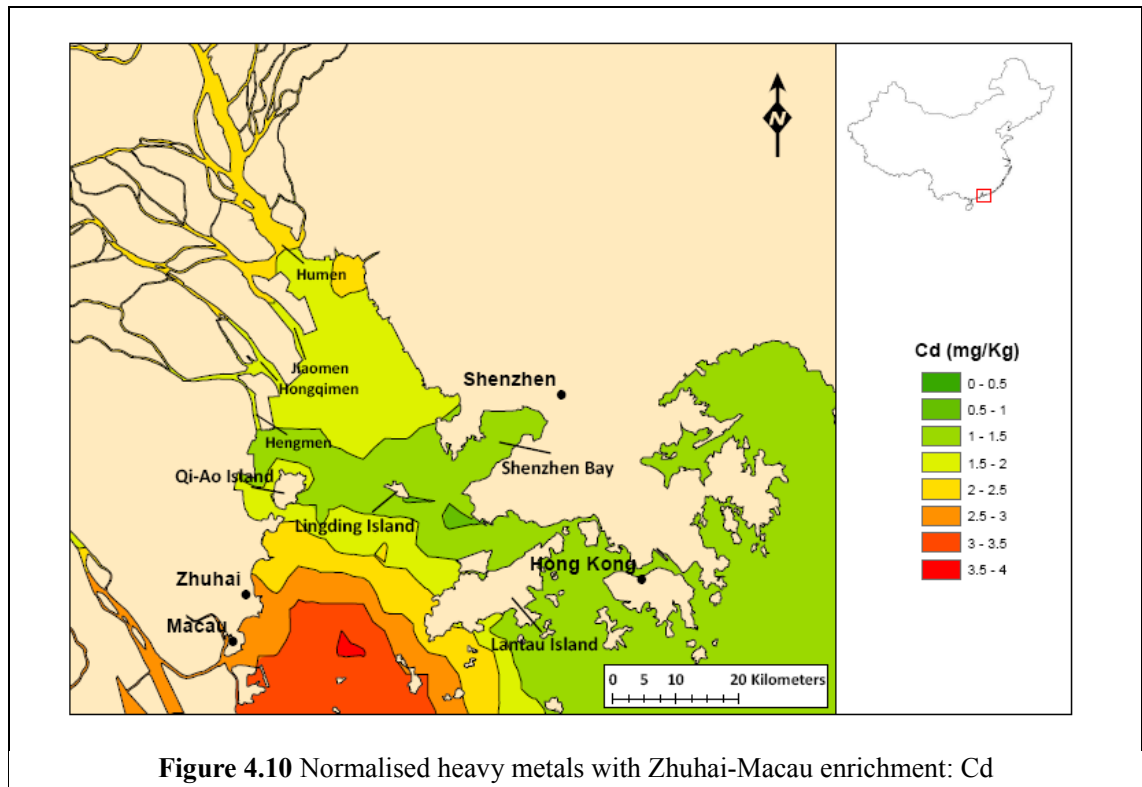 N
Humen
Jiaomen
Hongqimen
Shenzhen
Hengmen
Shenzhen Bay
Qi-Ao Island
Lingding Island
Hong Kong
Zhuhai
Macau
Lantau Island
0 5 10 20 Kilometers
Cd (mg/Kg)
0 - 0.5
0.5 - 1
1 - 1.5
1.5 - 2
2 - 2.5
2.5 - 3
3 - 3.5
3.5 - 4
Figure 4.10 Normalised heavy metals with Zhuhai-Macau enrichment: Cd